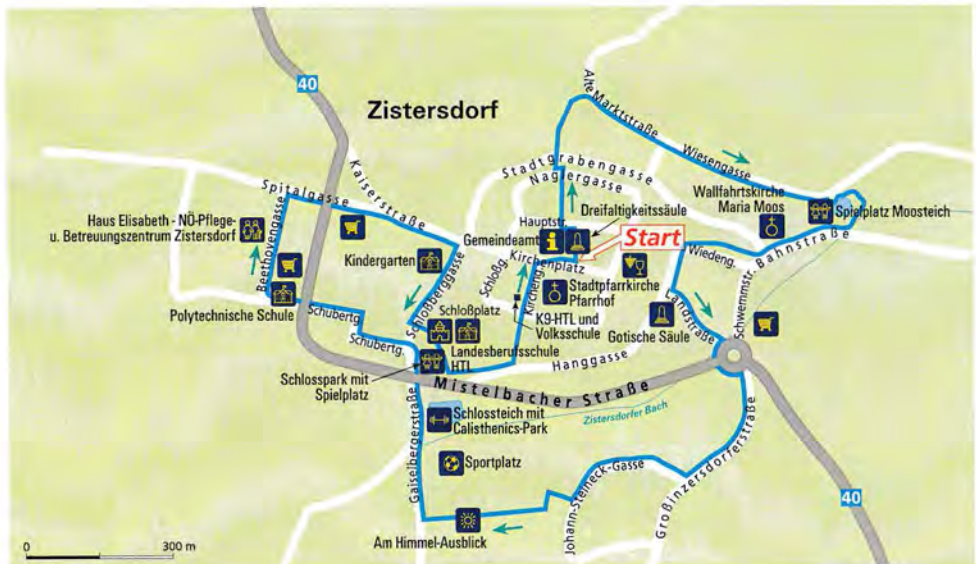 40
Zistersdorf
Alte Marktstraße
Wiesengasse
Kaiserstraße
Stadtgrabengasse
Naglergasse
Spitalgasse
Wallfahrtskirche
Maria Moos
Haus Elisabeth - NÖ-Pflege-
u. Betreuungszentrum Zistersdorf
Beethovengasse
Hauptstr.
Dreifaltigkeitssäule
Spielplatz Moosteich
Gemeindeamt
Start
Kindergarten
Schloßg.
Kirchenplatz
Wiedeng.
Bahnstraße
Schloßberggasse
Kircheng.
Stadtpfarrkirche
Pfarrhof
Polytechnische Schule
Schubertg.
Schloßplatz
K9-HTL und
Volksschule
Gotische Säule
Landstraße
Schwemmstr.
Schubertg.
Landesberufsschule
HTL
Hanggasse
Schlosspark mit
Spielplatz
Mistelbacher Straße
Zistersdorfer Bach
Schlossteich mit
Calisthenics-Park
Gaiselbergerstraße
Sportplatz
Johann-Steineck-Gasse
Großinzersdorferstraße
40
Am Himmel-Ausblick
0 300 m